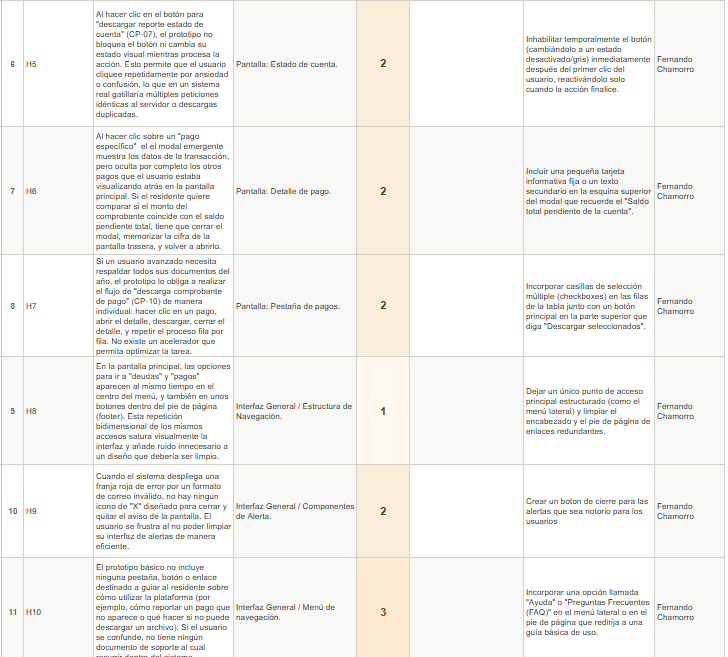 Al hacer clic en el botón para
"descargar reporte estado de
cuenta" (CP-07), el prototipo no
bloquea el botón ni cambia su
estado visual mientras procesa la
acción. Esto permite que el usuario
cliquee repetidamente por ansiedad
o confusión, lo que en un sistema
real gatillaría múltiples peticiones
idénticas al servidor o descargas
duplicadas.
6
H5
Pantalla: Estado de cuenta.
2
Inhabilitar temporalmente el botón
(cambiándolo a un estado
desactivado/gris) inmediatamente
después del primer clic del
usuario, reactivándolo solo
cuando la acción finalice.
Fernando
Chamorro
Al hacer clic sobre un "pago
específico" el el modal emergente
muestra los datos de la transacción,
pero oculta por completo los otros
pagos que el usuario estaba
visualizando atrás en la pantalla
principal. Si el residente quiere
comparar si el monto del
comprobante coincide con el saldo
pendiente total, tiene que cerrar el
modal, memorizar la cifra de la
pantalla trasera, y volver a abrirlo.
7
H6
Pantalla: Detalle de pago.
2
Incluir una pequeña tarjeta
informativa fija o un texto
secundario en la esquina superior
del modal que recuerde el "Saldo
total pendiente de la cuenta".
Fernando
Chamorro
Si un usuario avanzado necesita
respaldar todos sus documentos del
año, el prototipo lo obliga a realizar
el flujo de "descarga comprobante
de pago" (CP-10) de manera
individual: hacer clic en un pago,
abrir el detalle, descargar, cerrar el
detalle, y repetir el proceso fila por
fila. No existe un acelerador que
permita optimizar la tarea.
8
H7
Pantalla: Pestaña de pagos.
2
Incorporar casillas de selección
múltiple (checkboxes) en las filas
de la tabla junto con un botón
principal en la parte superior que
diga "Descargar seleccionados".
Fernando
Chamorro
En la pantalla principal, las opciones
para ir a "deudas" y "pagos"
aparecen al mismo tiempo en el
centro del menú, y también en unos
botones dentro del pie de página
(footer). Esta repetición
bidimensional de los mismos
accesos satura visualmente la
interfaz y añade ruido innecesario a
un diseño que debería ser limpio.
9
H8
Interfaz General / Estructura de
Navegación.
1
Dejar un único punto de acceso
principal estructurado (como el
menú lateral) y limpiar el
encabezado y el pie de página de
enlaces redundantes.
Fernando
Chamorro
Cuando el sistema despliega una
franja roja de error por un formato
de correo inválido, no hay ningun
icono de "X" diseñado para cerrar y
quitar el aviso de la pantalla. El
usuario se frustra al no poder limpiar
su interfaz de alertas de manera
eficiente.
10
H9
Interfaz General / Componentes
de Alerta.
2
Crear un boton de cierre para las
alertas que sea notorio para los
usuarios
Fernando
Chamorro
El prototipo básico no incluye
ninguna pestaña, botón o enlace
destinado a guiar al residente sobre
cómo utilizar la plataforma (por
ejemplo, cómo reportar un pago que
no aparece o qué hacer si no puede
descargar un archivo). Si el usuario
se confunde, no tiene ningún
documento de soporte al cual
recurrir dentro del sistema
11
H10
Interfaz General / Menú de
navegación.
3
Incorporar una opción llamada
"Ayuda" o "Preguntas Frecuentes
(FAQ)" en el menú lateral o en el
pie de página que redirija a una
guía básica de uso.
Fernando
Chamorro